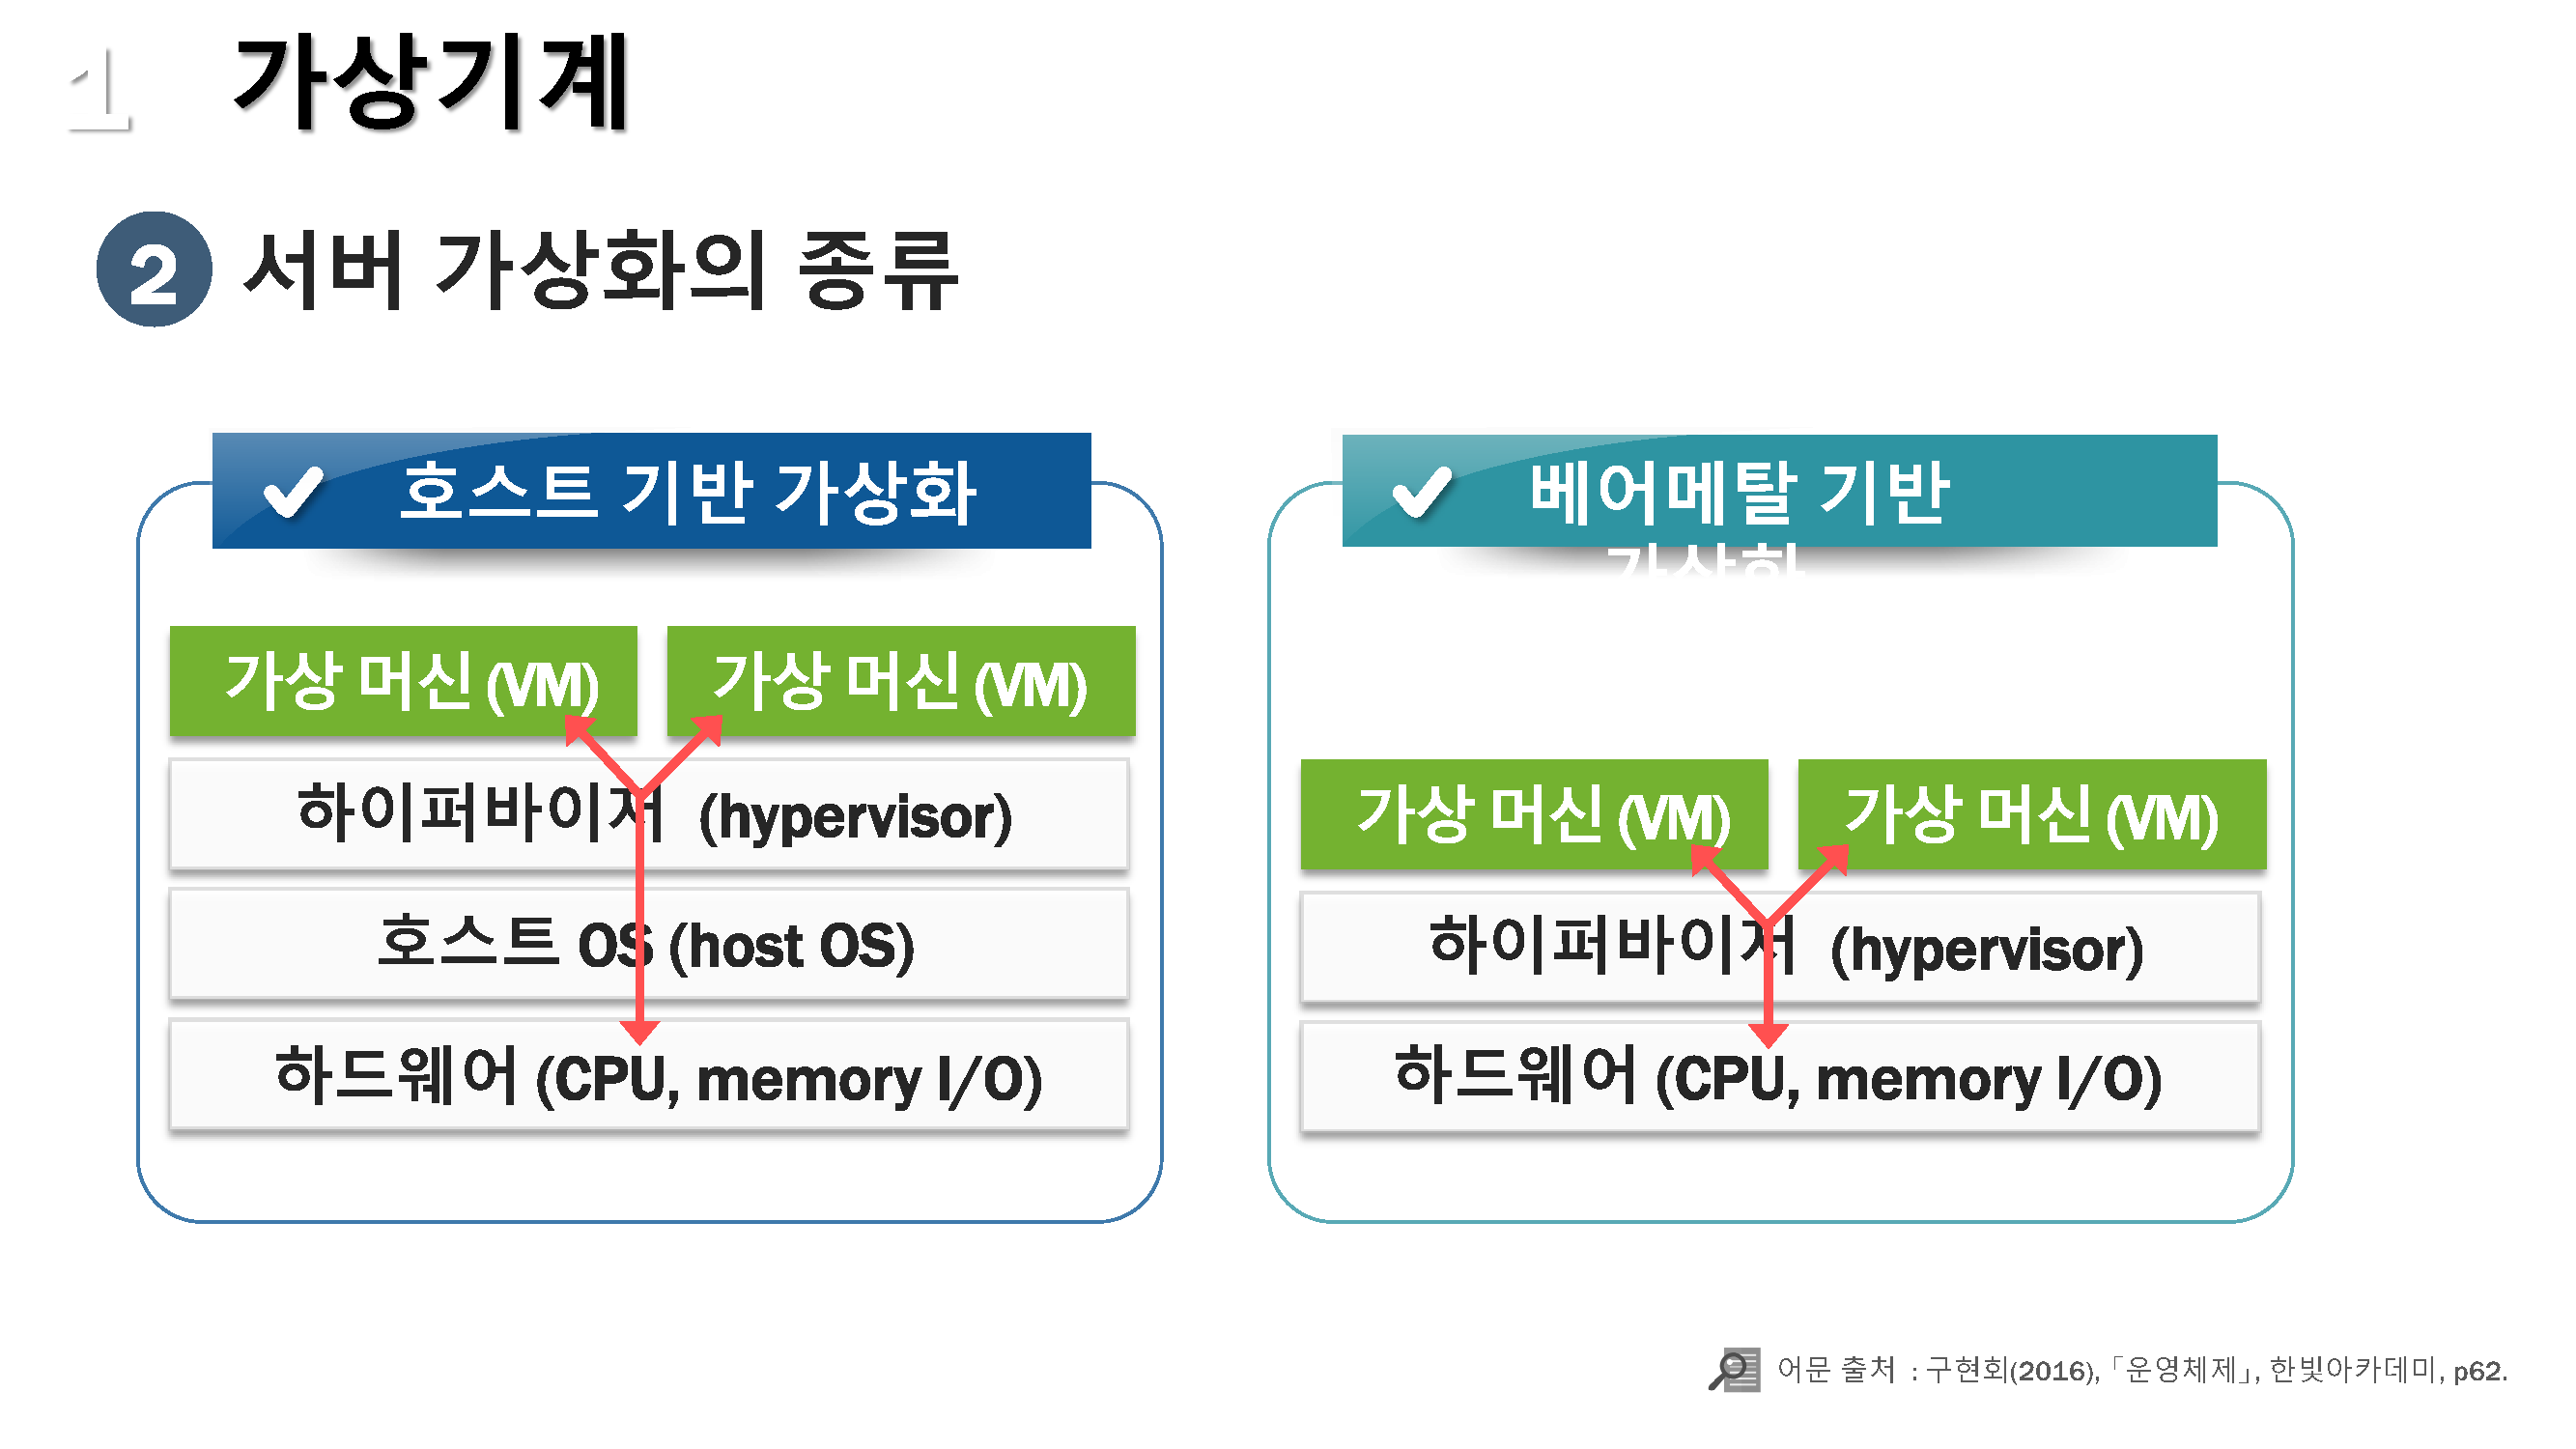 1 가상기계
2 서버 가상화의 종류
호스트 기반 가상화
가상 머신 (VM)
가상 머신 (VM)
하이퍼바이저 (hypervisor)
호스트 OS (host OS)
하드웨어 (CPU, memory I/O)
베어메탈 기반
가상화
가상 머신 (VM)
가상 머신 (VM)
하이퍼바이저 (hypervisor)
하드웨어 (CPU, memory I/O)
어문 출처 : 구현회(2016), 「운영체제」, 한빛아카데미, p62.